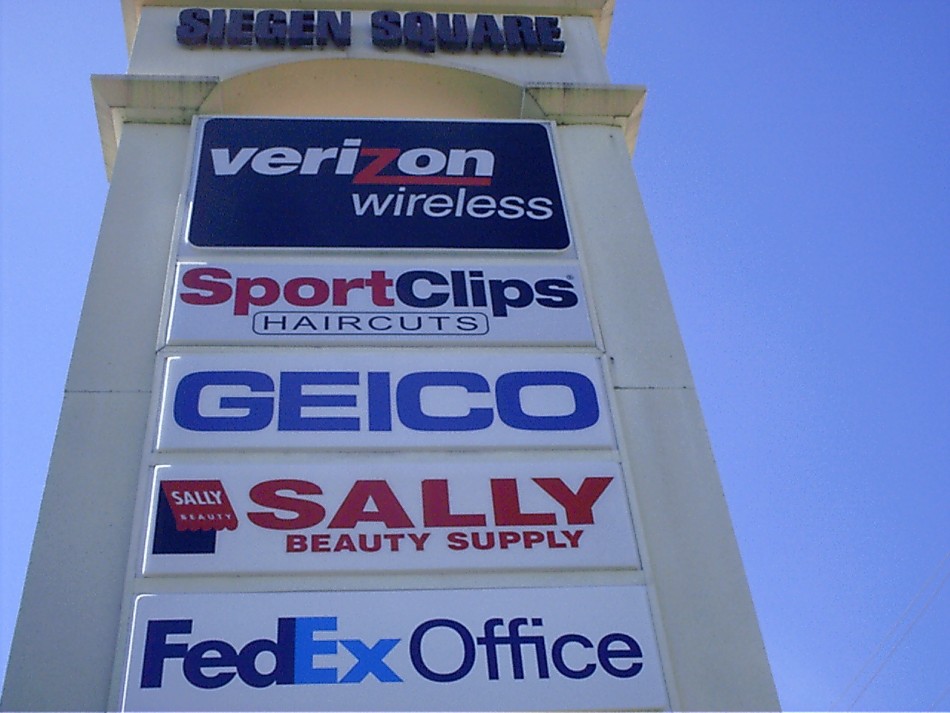 SIEGEN SQUARE
verizon
wireless
SportClips®
HAIRCUTS
GEICO
SALLY
BEAUTY
SALLY
BEAUTY SUPPLY
FedEx Office